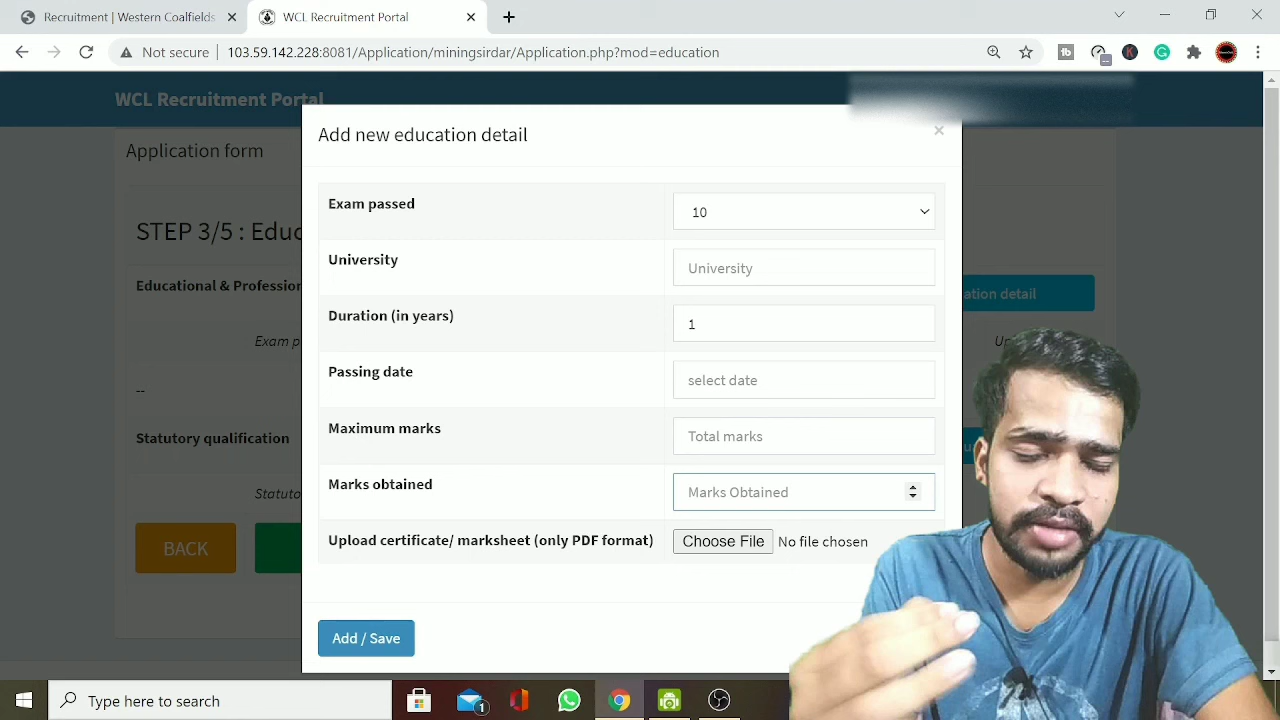 Recruitment | Western Coalfields
WCL Recruitment Portal
Not secure
103.59.142.228:8081/Application/miningsirdar/Application.php?mod=education
WCL Recruitment Portal
Application form
Add new education detail
×
STEP 3/5 : Educ
Educational & Profession
ation detail
Exam p
--
Statutory qualification
Statuto
BACK
Exam passed
10
University
University
Duration (in years)
1
Passing date
select date
Maximum marks
Total marks
Marks obtained
Marks Obtained
Upload certificate/ marksheet (only PDF format)
Choose File No file chosen
Add / Save
Type here to search
1